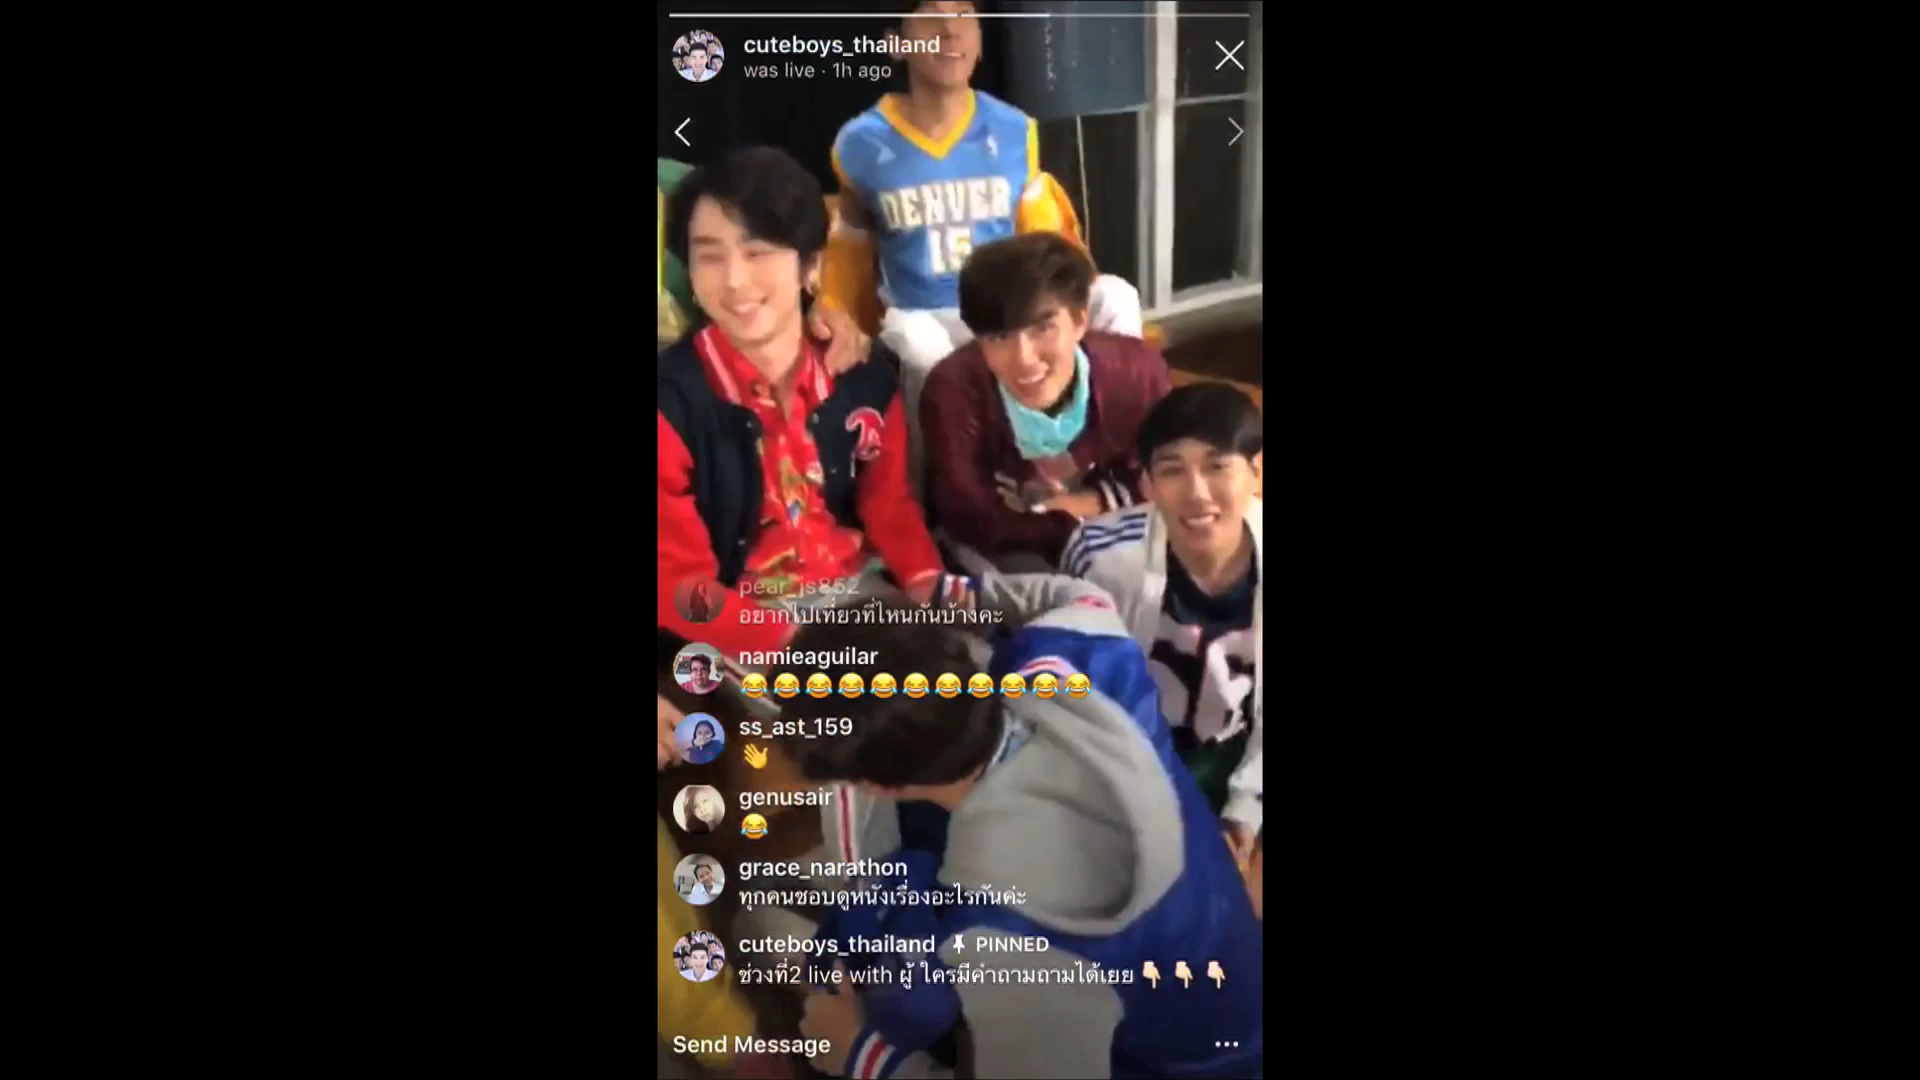 cuteboys_thailand
was live · 1h ago
DENVER
15
pear_js852
อยากไปเที่ยวที่ไหนกันบ้างคะ
namieaguilar
😂😂😂😂😂😂😂😂😂😂😂
ss_ast_159
👋
genusair
😂
grace_narathon
ทุกคนชอบดูหนังเรื่องอะไรกันค่ะ
cuteboys_thailand PINNED
ช่วงที่2 live with ผู้ ใครมีคำถามถามได้เยย👇🏻👇🏻👇🏻
Send Message